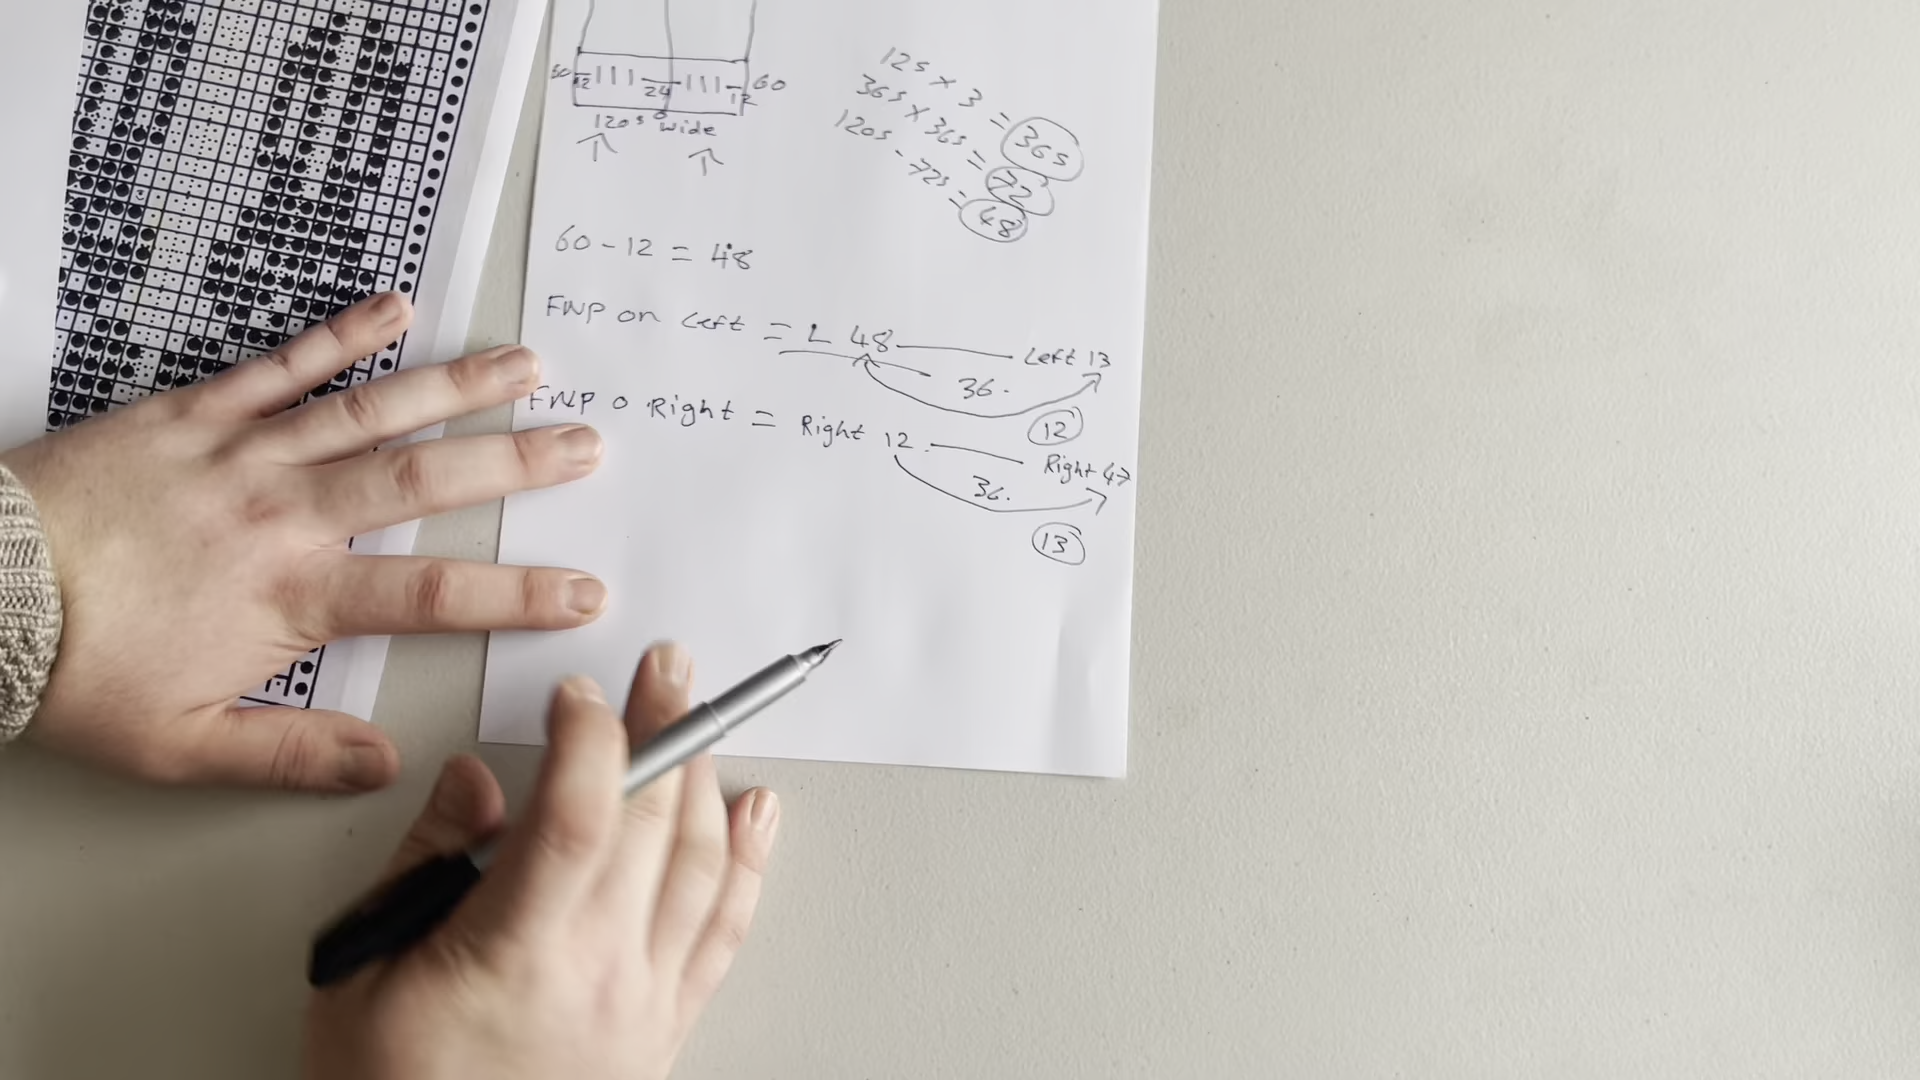 60 12 24 12 60
120s wide
12s × 3 = 36s
36s × 36s = 72
120s - 72s = 48
60 - 12 = 48
FNP on Left = L 48 Left 13
36.
12
FNP o Right = Right 12. Right 47
36.
13